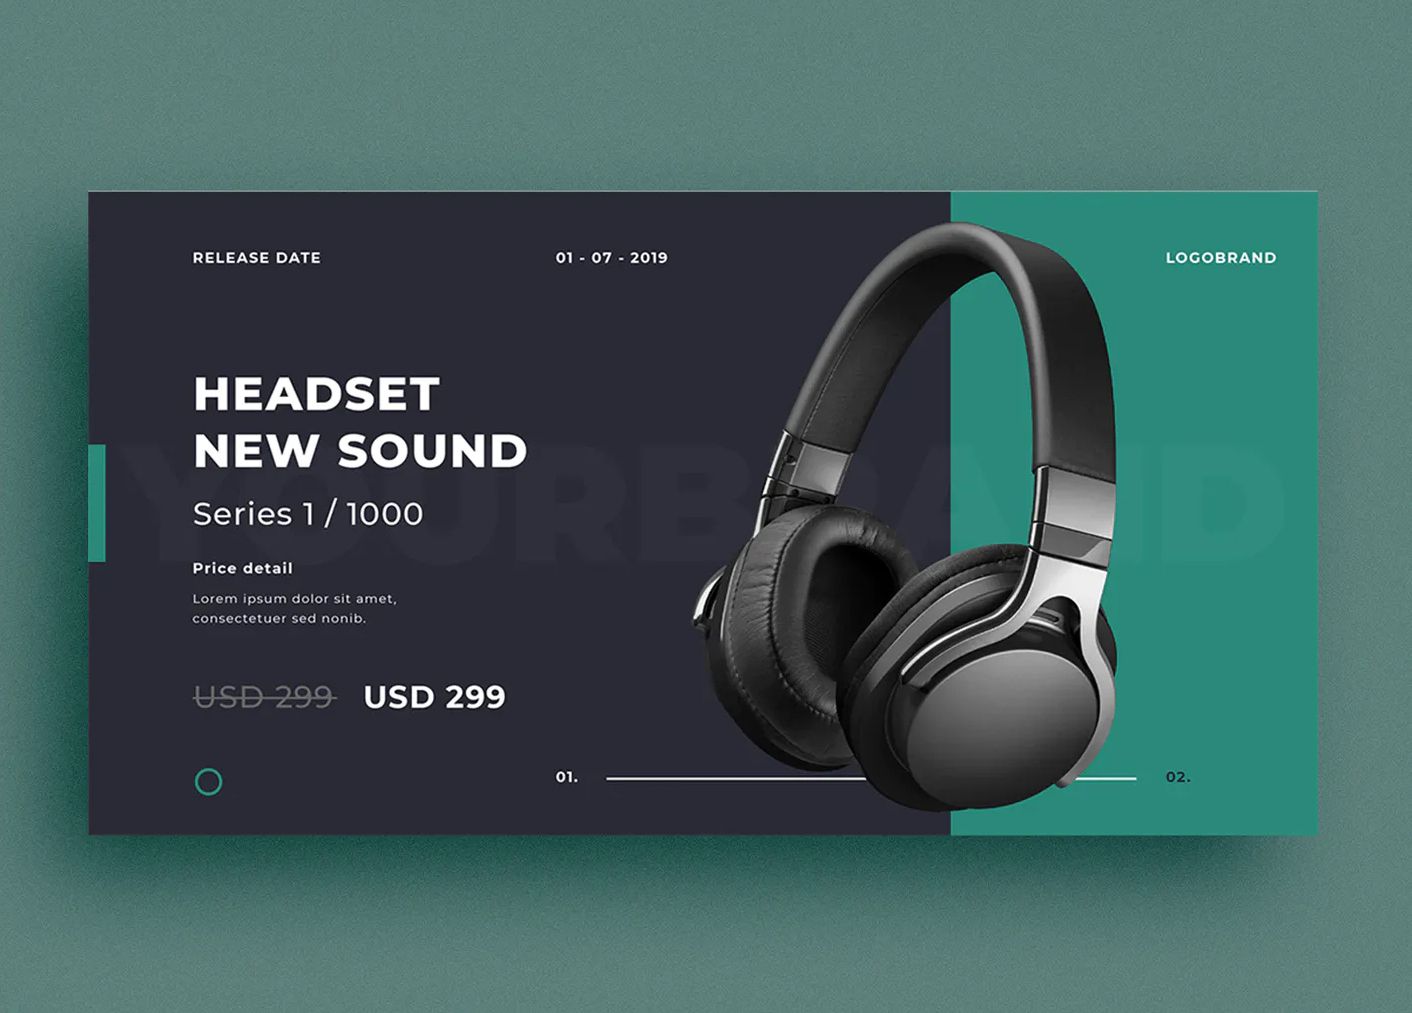 RELEASE DATE
01 - 07 - 2019
LOGOBRAND
HEADSET
NEW SOUND
YOURBRAND
Series 1 / 1000
Price detail
Lorem ipsum dolor sit amet,
consectetuer sed nonib.
USD 299 USD 299
01.
02.